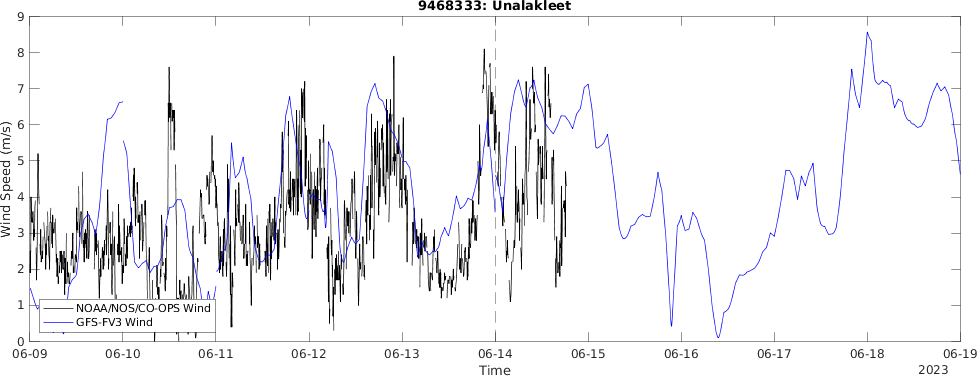 9468333: Unalakleet
9
8
7
6
5
4
3
2
1
0
Wind Speed (m/s)
NOAA/NOS/CO-OPS Wind
GFS-FV3 Wind
06-09 06-10 06-11 06-12 06-13 06-14 06-15 06-16 06-17 06-18 06-19
Time
2023